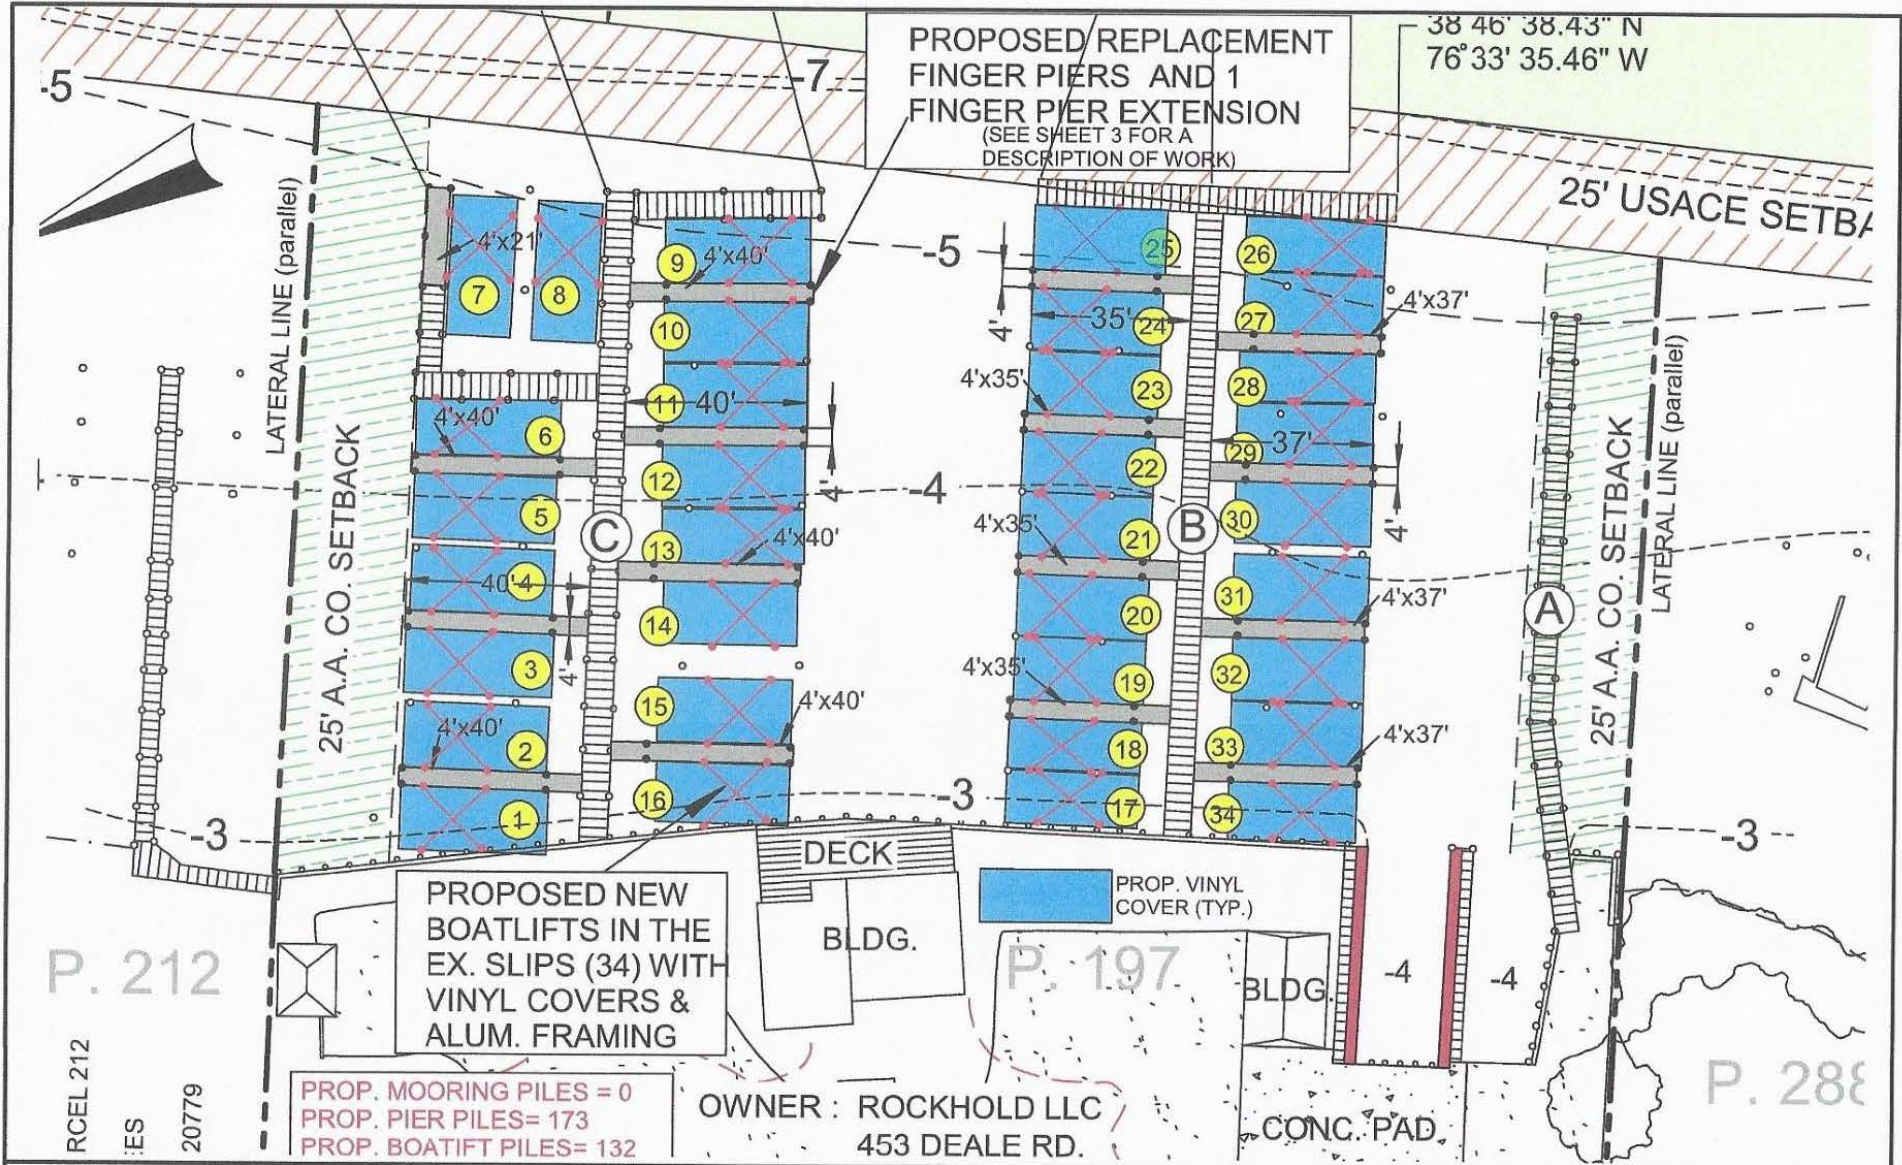 38 46' 38.43" N
76° 33' 35.46" W
PROPOSED REPLACEMENT
FINGER PIERS AND 1
FINGER PIER EXTENSION
(SEE SHEET 3 FOR A
DESCRIPTION OF WORK)
-5
-7
25' USACE SETBA
LATERAL LINE (parallel)
25' A.A. CO. SETBACK
4'x21'
7
8
9
4'x40'
10
11
40'
12
4'
13
4'x40'
14
15
4'x40'
16
4'x40'
6
5
40'
4
4'
3
4'x40'
2
1
C
-5
-4
-3
-3
25
26
4'
35'
24
27
4'x37'
4'x35'
23
28
37'
29
22
4'
4'x35'
21
B
30
31
4'x37'
20
4'x35'
19
32
18
33
4'x37'
17
34
A
25' A.A. CO. SETBACK
LATERAL LINE (parallel)
-3
DECK
BLDG.
PROP. VINYL
COVER (TYP.)
PROPOSED NEW
BOATLIFTS IN THE
EX. SLIPS (34) WITH
VINYL COVERS &
ALUM. FRAMING
P. 212
P. 197
BLDG.
-4
-4
P. 288
RCEL 212
:ES
20779
PROP. MOORING PILES = 0
PROP. PIER PILES= 173
PROP. BOATIFT PILES= 132
OWNER : ROCKHOLD LLC
453 DEALE RD.
CONC. PAD